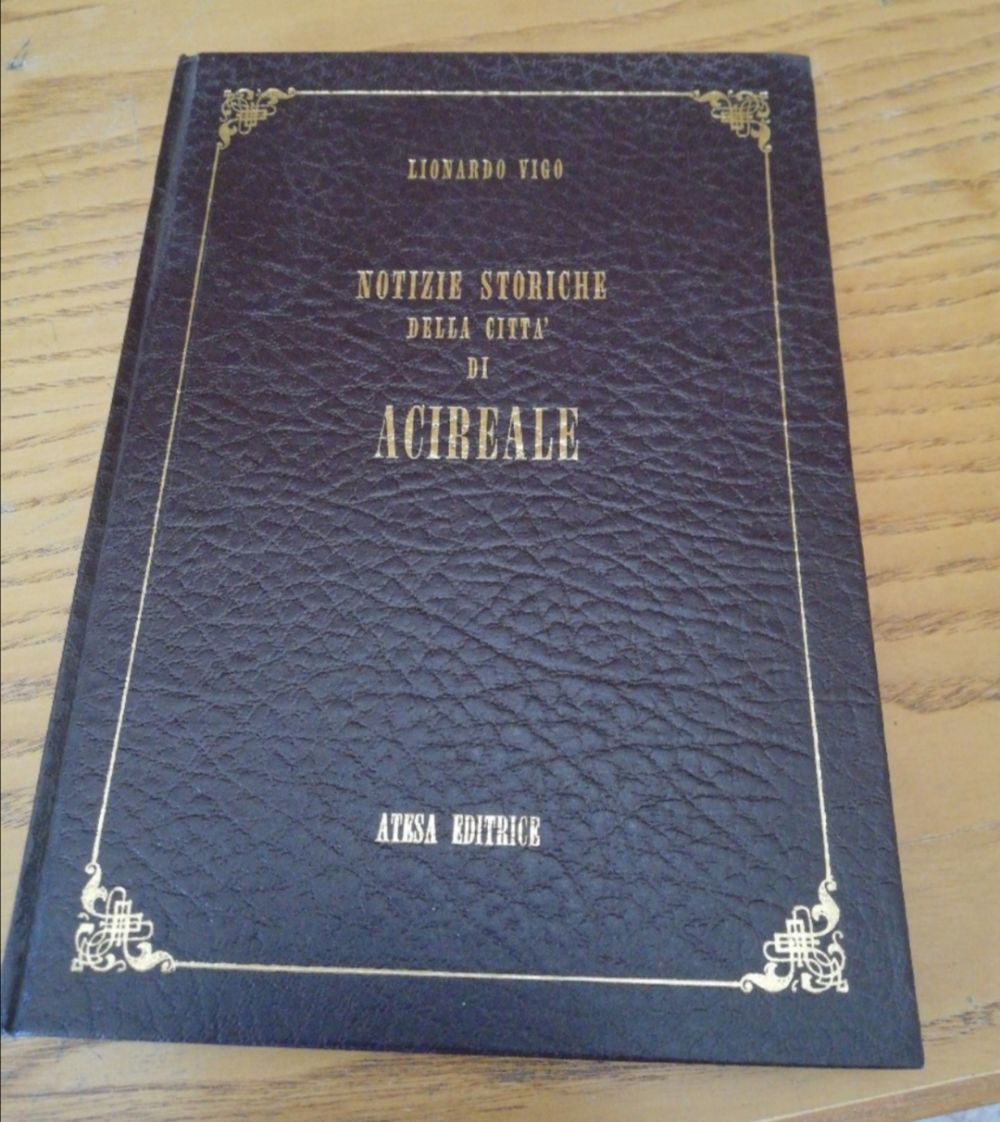 LIONARDO VIGO
NOTIZIE STORICHE
DELLA CITTA'
DI
ACIREALE
ATESA EDITRICE